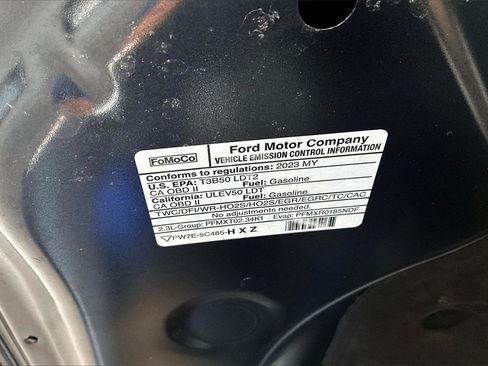 FoMoCo
Ford Motor Company
VEHICLE EMISSION CONTROL INFORMATION
Conforms to regulations: 2023 MY
U.S. EPA: T3B50 LDT2 Fuel: Gasoline
CA OBD II
California: ULEV50 LDT Fuel: Gasoline
CA OBD II
TWC/DFI/WR-HO2S/HO2S/EGR/EGRC/TC/CAC
No adjustments needed.
2.3L-Group: PFMXT02.34K1 Evap: PFMXR0185NDF
PW7E-9C485-HXZ